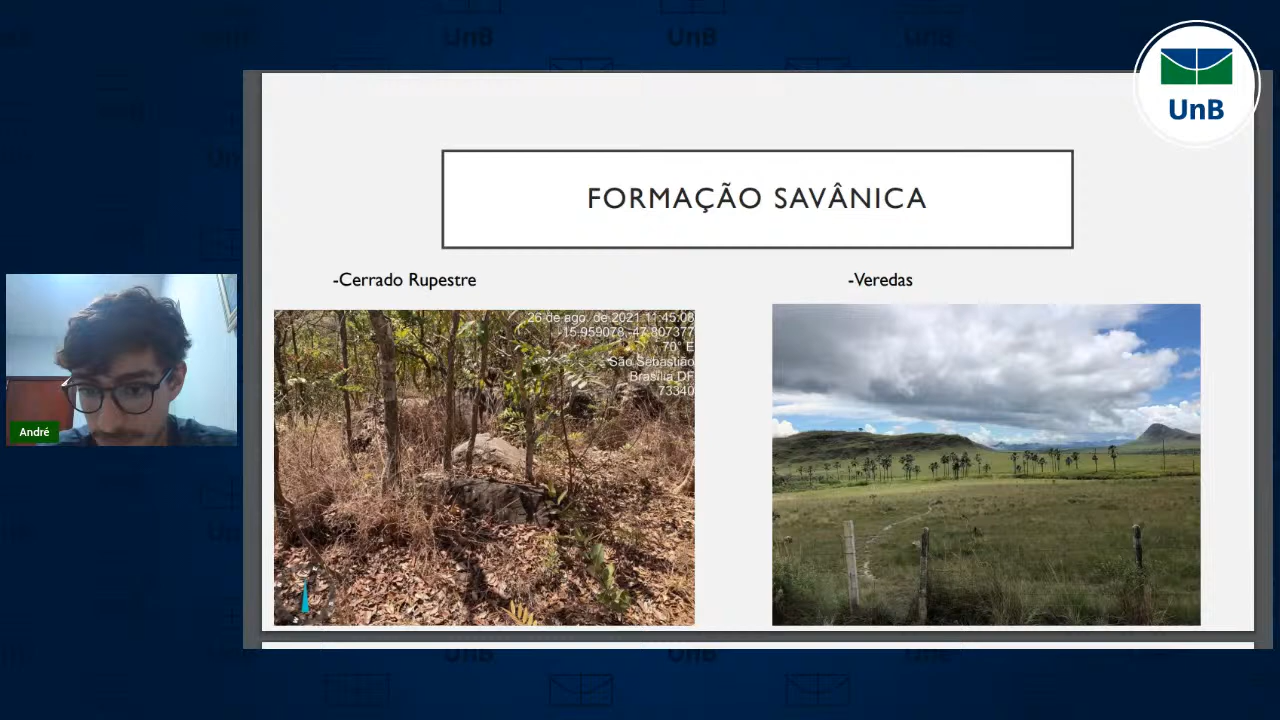 UnB
FORMAÇÃO SAVÂNICA
-Cerrado Rupestre
-Veredas
26 de ago. de 2021 11:45:08
-15.959078,-47.807377
70° E
São Sebastião
Brasília DF
73340
André